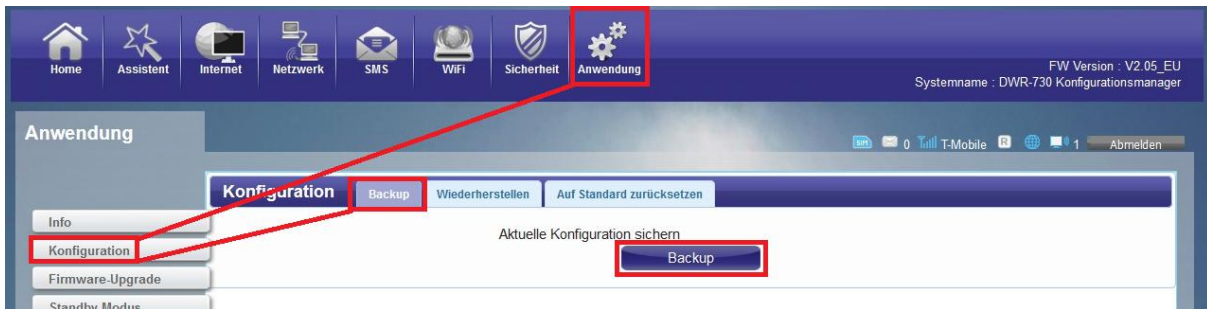 Home
Assistent
Internet
Netzwerk
SMS
WiFi
Sicherheit
Anwendung
FW Version : V2.05_EU
Systemname : DWR-730 Konfigurationsmanager
Anwendung
SIM 0 T-Mobile R 1 Abmelden
Konfiguration Backup Wiederherstellen Auf Standard zurücksetzen
Info
Aktuelle Konfiguration sichern
Konfiguration
Backup
Firmware-Upgrade
Standby Modus